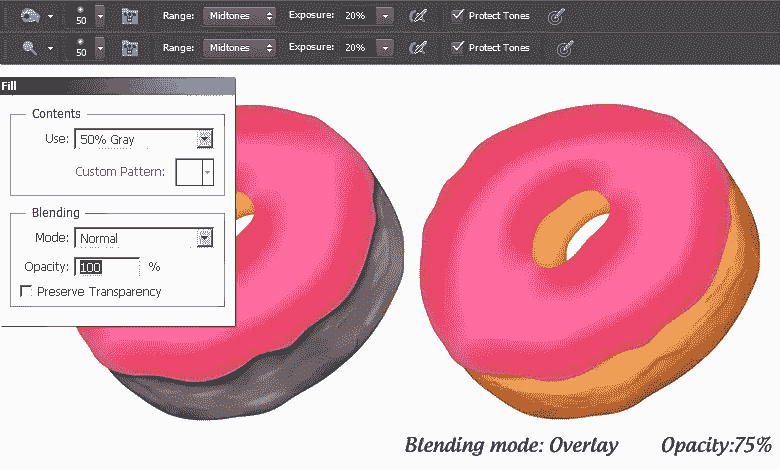 50 Range: Midtones Exposure: 20% Protect Tones
50 Range: Midtones Exposure: 20% Protect Tones
Fill
Contents
Use: 50% Gray
Custom Pattern:
Blending
Mode: Normal
Opacity: 100 %
Preserve Transparency
Blending mode: Overlay Opacity:75%